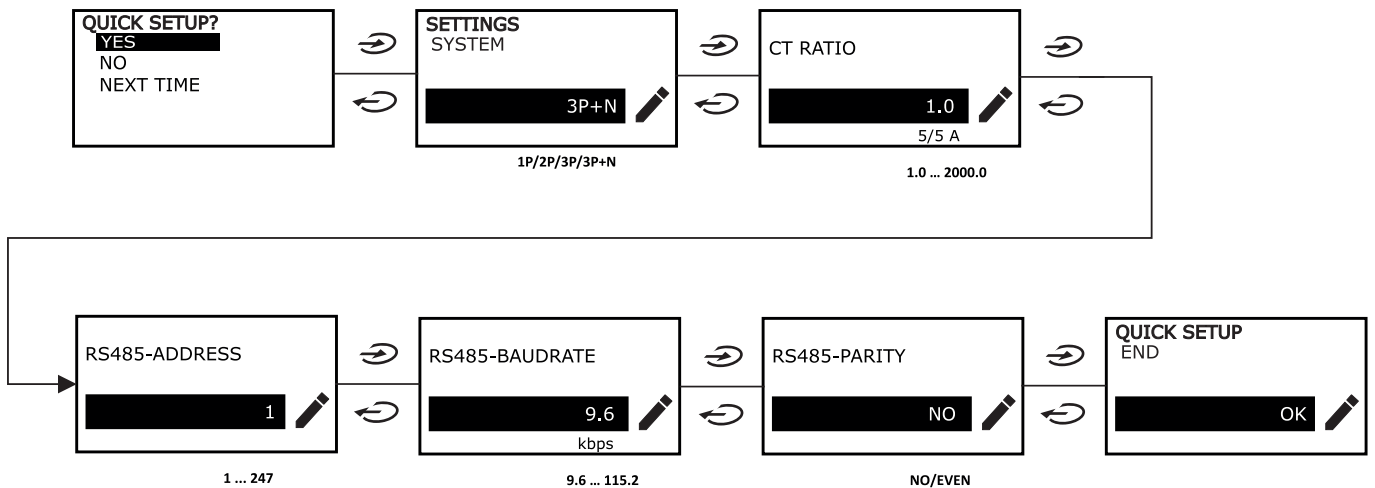 QUICK SETUP?
YES
NO
NEXT TIME
SETTINGS
SYSTEM
3P+N
1P/2P/3P/3P+N
CT RATIO
1.0
5/5 A
1.0 ... 2000.0
RS485-ADDRESS
1
1 ... 247
RS485-BAUDRATE
9.6
kbps
9.6 ... 115.2
RS485-PARITY
NO
NO/EVEN
QUICK SETUP
END
OK